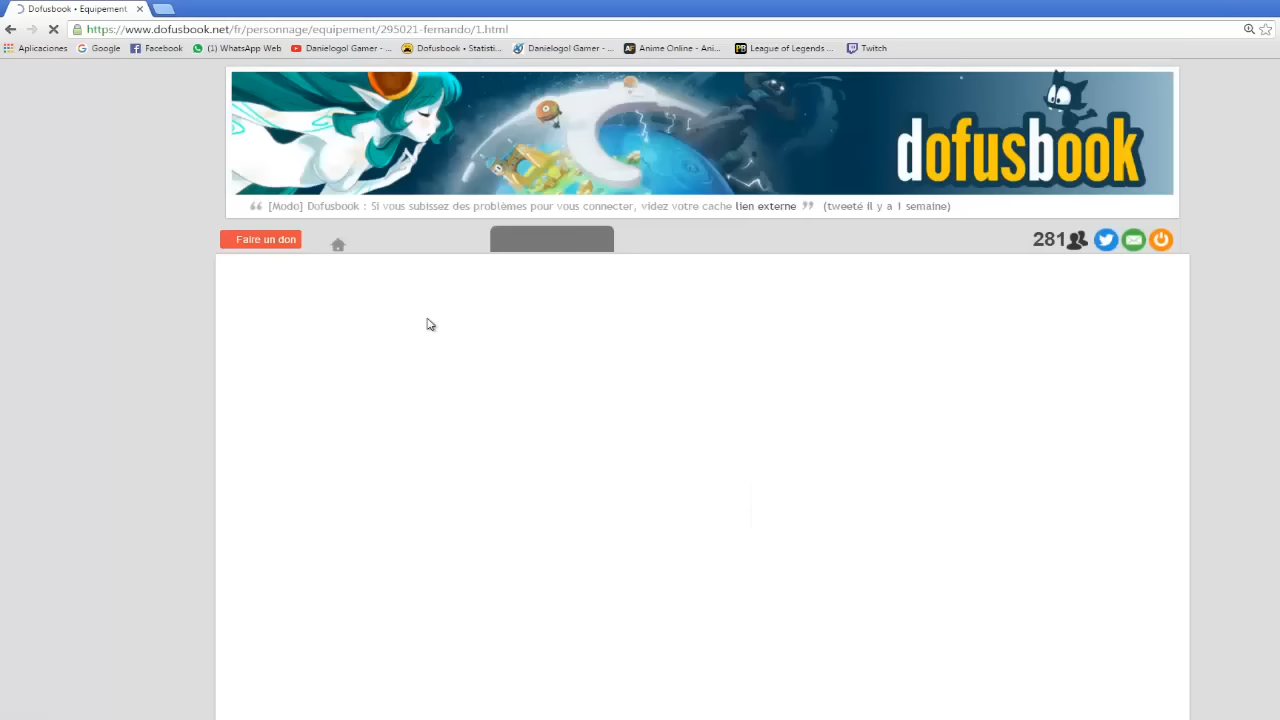 Dofusbook • Equipement
https://www.dofusbook.net/fr/personnage/equipement/295021-fernando/1.html
Aplicaciones Google Facebook (1) WhatsApp Web Danielogol Gamer - ... Dofusbook • Statisti... Danielogol Gamer - ... Anime Online - Ani... League of Legends ... Twitch
dofusbook
“ [Modo] Dofusbook : Si vous subissez des problèmes pour vous connecter, videz votre cache lien externe ” (tweeté il y a 1 semaine)
Faire un don 281